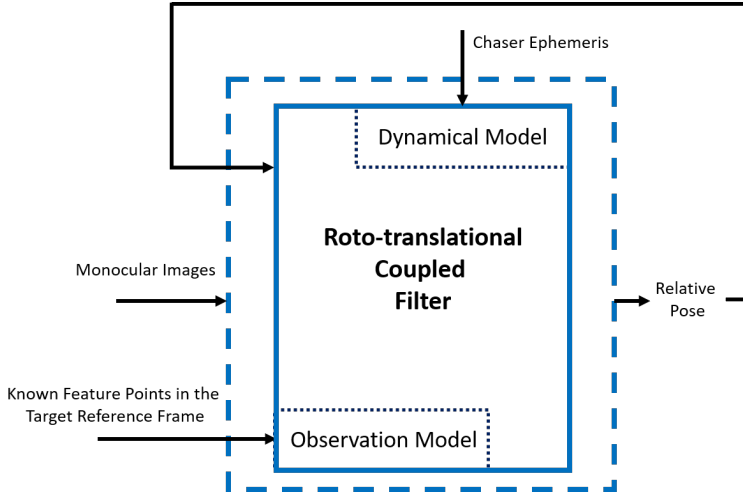 Chaser Ephemeris
Dynamical Model
Roto-translational
Coupled
Filter
Monocular Images
Relative
Pose
Known Feature Points in the
Target Reference Frame
Observation Model